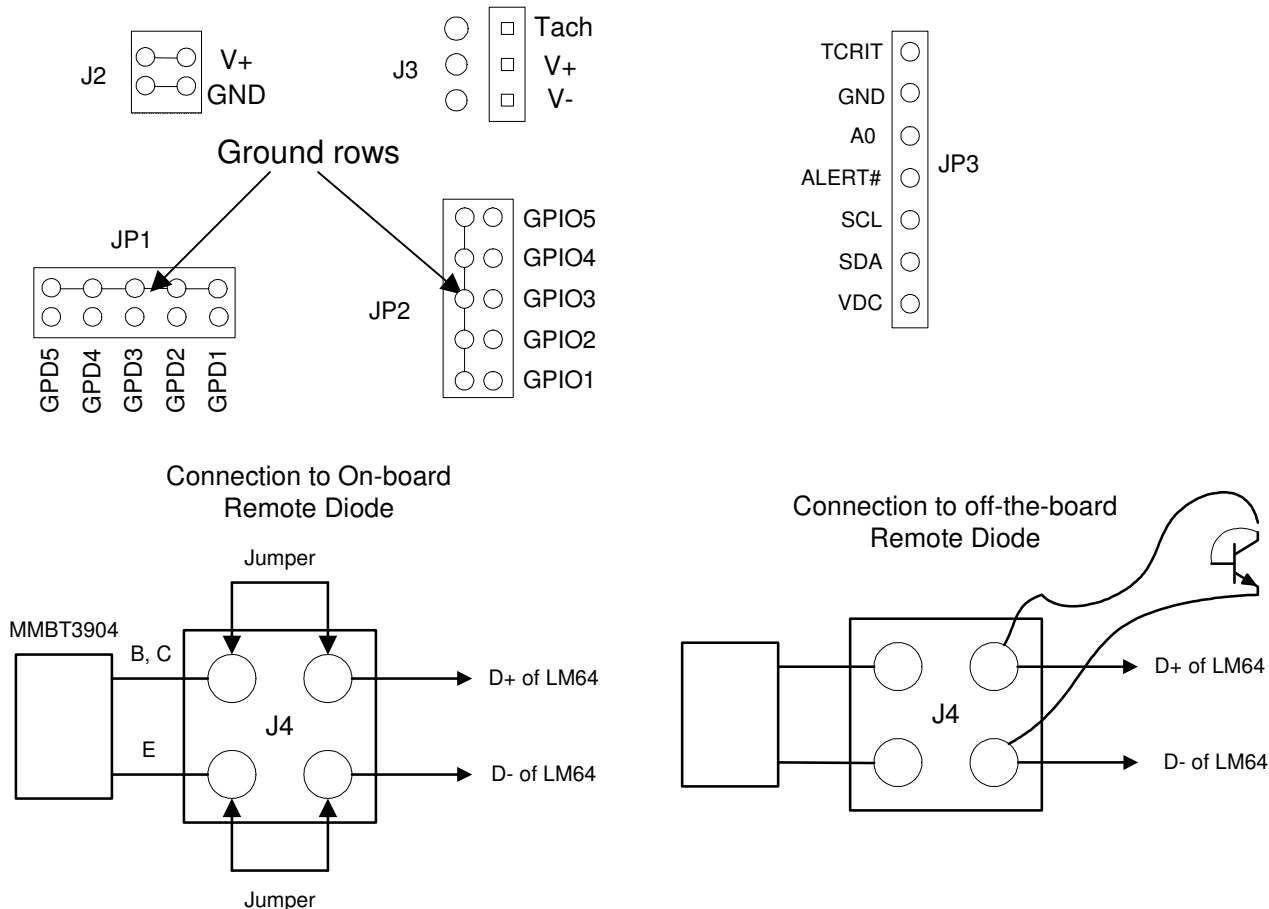 J2
V+
GND
J3
Tach
V+
V-
TCRIT
GND
A0
ALERT#
SCL
SDA
VDC
JP3
Ground rows
JP1
GPD5
GPD4
GPD3
GPD2
GPD1
JP2
GPIO5
GPIO4
GPIO3
GPIO2
GPIO1
Connection to On-board
Remote Diode
Jumper
MMBT3904
B, C
E
J4
D+ of LM64
D- of LM64
Jumper
Connection to off-the-board
Remote Diode
J4
D+ of LM64
D- of LM64